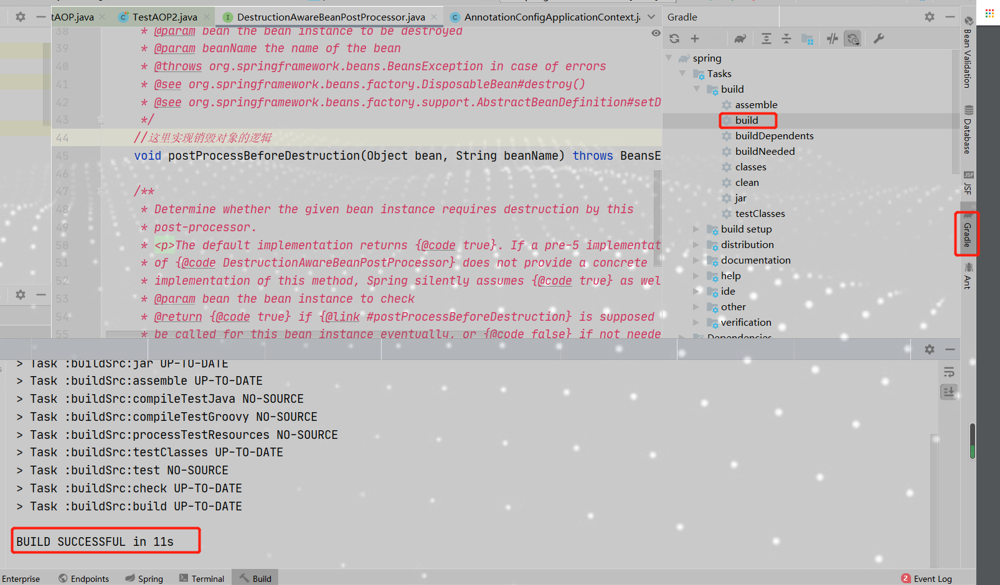 tAOP.java
TestAOP2.java
DestructionAwareBeanPostProcessor.java
AnnotationConfigApplicationContext.ja
38 * @param bean the bean instance to be destroyed
39 * @param beanName the name of the bean
40 * @throws org.springframework.beans.BeansException in case of errors
41 * @see org.springframework.beans.factory.DisposableBean#destroy()
42 * @see org.springframework.beans.factory.support.AbstractBeanDefinition#setD
43 */
44 //这里实现销毁对象的逻辑
45 void postProcessBeforeDestruction(Object bean, String beanName) throws BeansE
46
47 /**
48 * Determine whether the given bean instance requires destruction by this
49 * post-processor.
50 * <p>The default implementation returns {@code true}. If a pre-5 implementat
51 * of {@code DestructionAwareBeanPostProcessor} does not provide a concrete
52 * implementation of this method, Spring silently assumes {@code true} as wel
53 * @param bean the bean instance to check
54 * @return {@code true} if {@link #postProcessBeforeDestruction} is supposed
55 * be called for this bean instance eventually, or {@code false} if not neede
Gradle
spring
Tasks
build
assemble
build
buildDependents
buildNeeded
classes
clean
jar
testClasses
build setup
distribution
documentation
help
ide
other
verification
Dependencies
Bean Validation
Database
JSF
JSF
Gradle
Ant
> Task :buildSrc:jar UP-TO-DATE
> Task :buildSrc:assemble UP-TO-DATE
> Task :buildSrc:compileTestJava NO-SOURCE
> Task :buildSrc:compileTestGroovy NO-SOURCE
> Task :buildSrc:processTestResources NO-SOURCE
> Task :buildSrc:testClasses UP-TO-DATE
> Task :buildSrc:test NO-SOURCE
> Task :buildSrc:check UP-TO-DATE
> Task :buildSrc:build UP-TO-DATE
BUILD SUCCESSFUL in 11s
Enterprise
Endpoints
Spring
Terminal
Build
2 Event Log